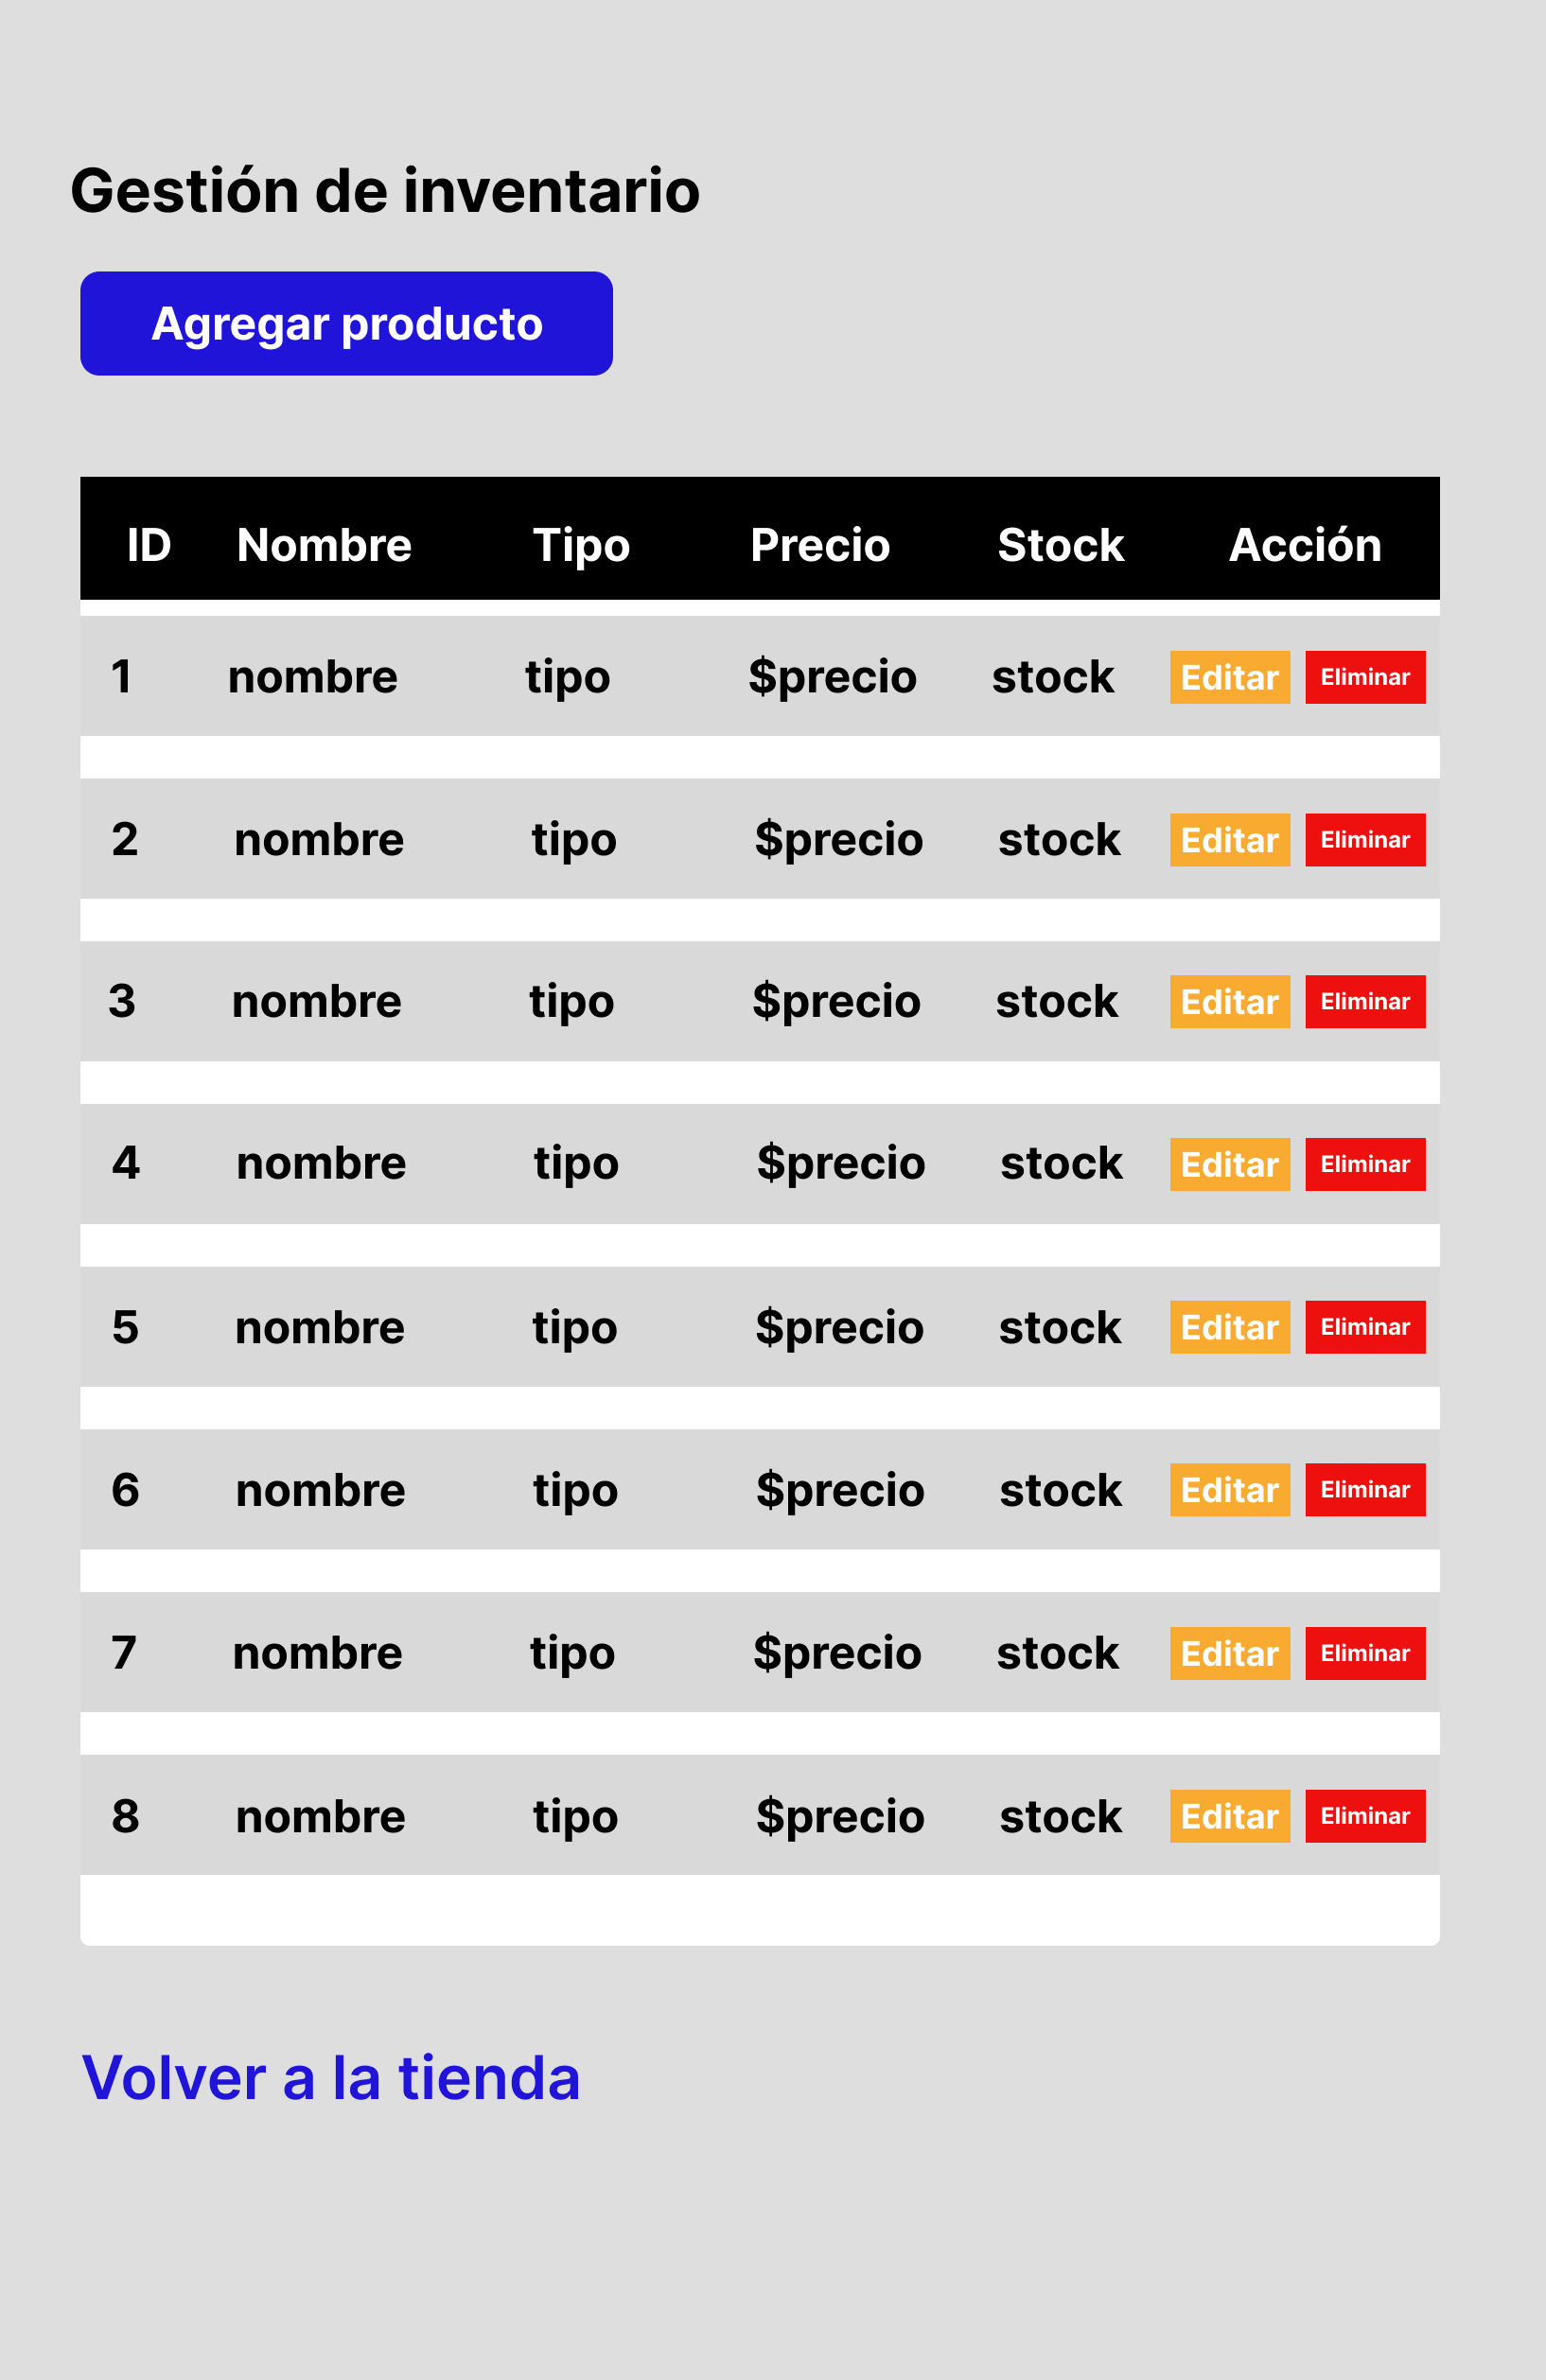 Gestión de inventario
Agregar producto
ID Nombre Tipo Precio Stock Acción
1 nombre tipo $precio stock Editar Eliminar
2 nombre tipo $precio stock Editar Eliminar
3 nombre tipo $precio stock Editar Eliminar
4 nombre tipo $precio stock Editar Eliminar
5 nombre tipo $precio stock Editar Eliminar
6 nombre tipo $precio stock Editar Eliminar
7 nombre tipo $precio stock Editar Eliminar
8 nombre tipo $precio stock Editar Eliminar
Volver a la tienda